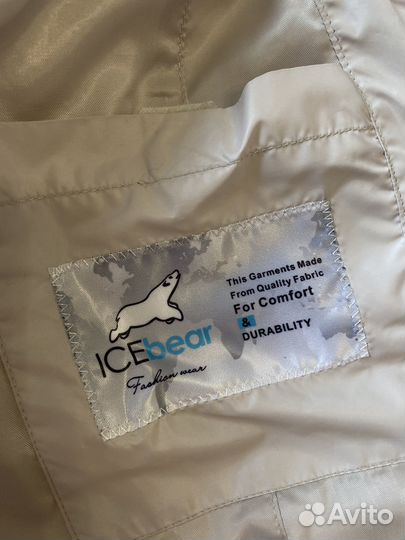 This Garments Made
From Quality Fabric
For Comfort
&
DURABILITY
ICEbear
Fashion wear
Avito